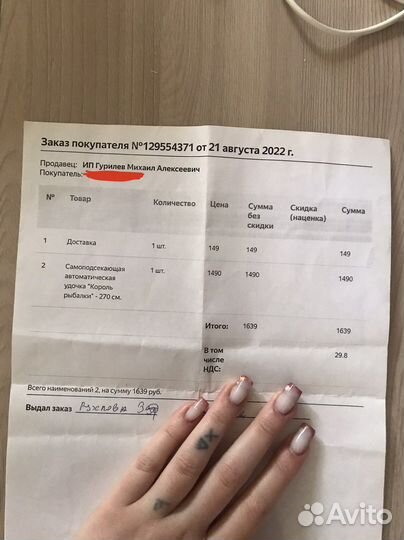 Заказ покупателя №129554371 от 21 августа 2022 г.
Продавец: ИП Гурилев Михаил Алексеевич
Покупатель:
№ Товар Количество Цена Сумма без скидки Скидка (наценка) Сумма
1 Доставка 1 шт. 149 149 149
2 Самоподсекающая 1 шт. 1490 1490 1490
автоматическая
удочка "Король
рыбалки" - 270 см.
Итого: 1639 1639
В том числе НДС: 29.8
Всего наименований 2, на сумму 1639 руб.
Выдал заказ
Avito